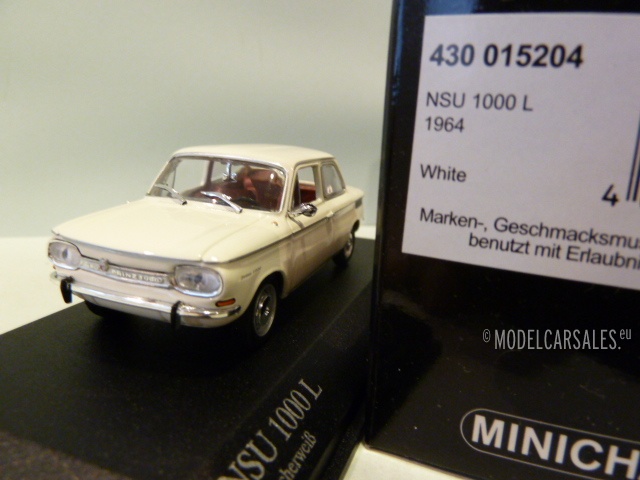 430 015204
NSU 1000 L
1964
White
4
Marken-, Geschmacksmu
benutzt mit Erlaubni
© MODELCARSALES.eu
MINICH
NSU 1000 L